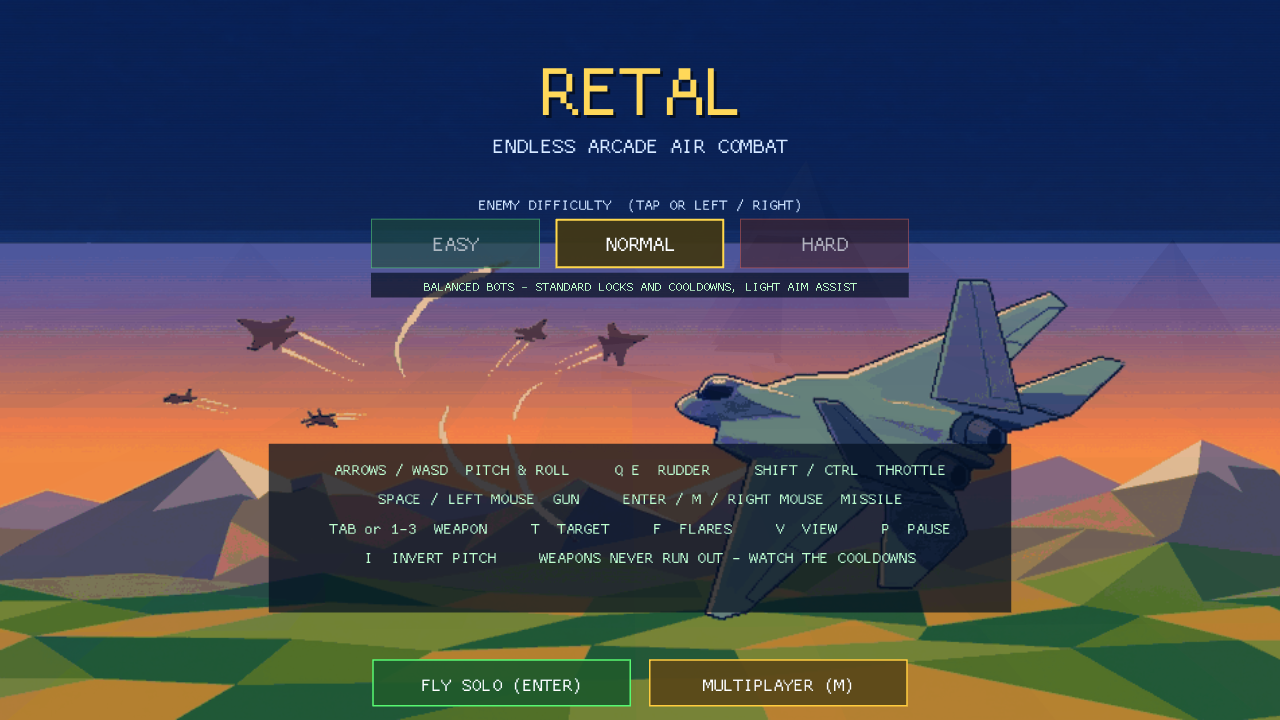 RETAL
ENDLESS ARCADE AIR COMBAT
ENEMY DIFFICULTY (TAP OR LEFT / RIGHT)
EASY NORMAL HARD
BALANCED BOTS - STANDARD LOCKS AND COOLDOWNS, LIGHT AIM ASSIST
ARROWS / WASD PITCH & ROLL Q E RUDDER SHIFT / CTRL THROTTLE
SPACE / LEFT MOUSE GUN ENTER / M / RIGHT MOUSE MISSILE
TAB or 1-3 WEAPON T TARGET F FLARES V VIEW P PAUSE
I INVERT PITCH WEAPONS NEVER RUN OUT - WATCH THE COOLDOWNS
FLY SOLO (ENTER) MULTIPLAYER (M)